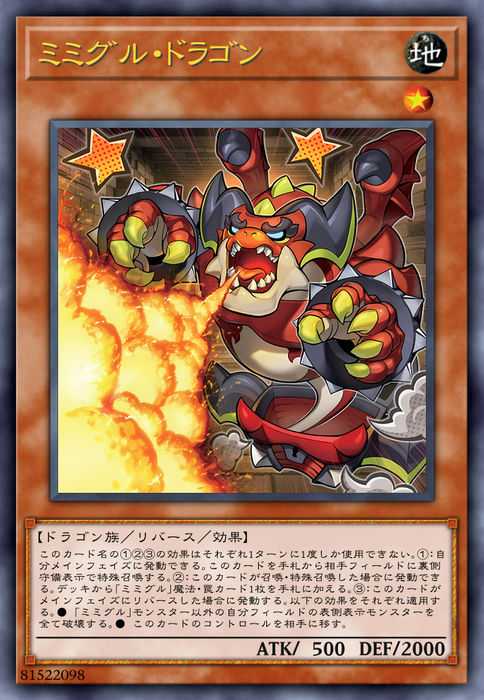 ミミグル・ドラゴン
ち
地
【ドラゴン族／リバース／効果】
このカード名の①②③の効果はそれぞれ1ターンに1度しか使用できない。①：自
分メインフェイズに発動できる。このカードを手札から相手フィールドに裏側
守備表示で特殊召喚する。②：このカードが召喚・特殊召喚した場合に発動でき
る。デッキから「ミミグル」魔法・罠カード1枚を手札に加える。③：このカードが
メインフェイズにリバースした場合に発動する。以下の効果をそれぞれ適用す
る。● 「ミミグル」モンスター以外の自分フィールドの表側表示モンスターを
全て破壊する。● このカードのコントロールを相手に移す。
ATK/ 500 DEF/2000
81522098